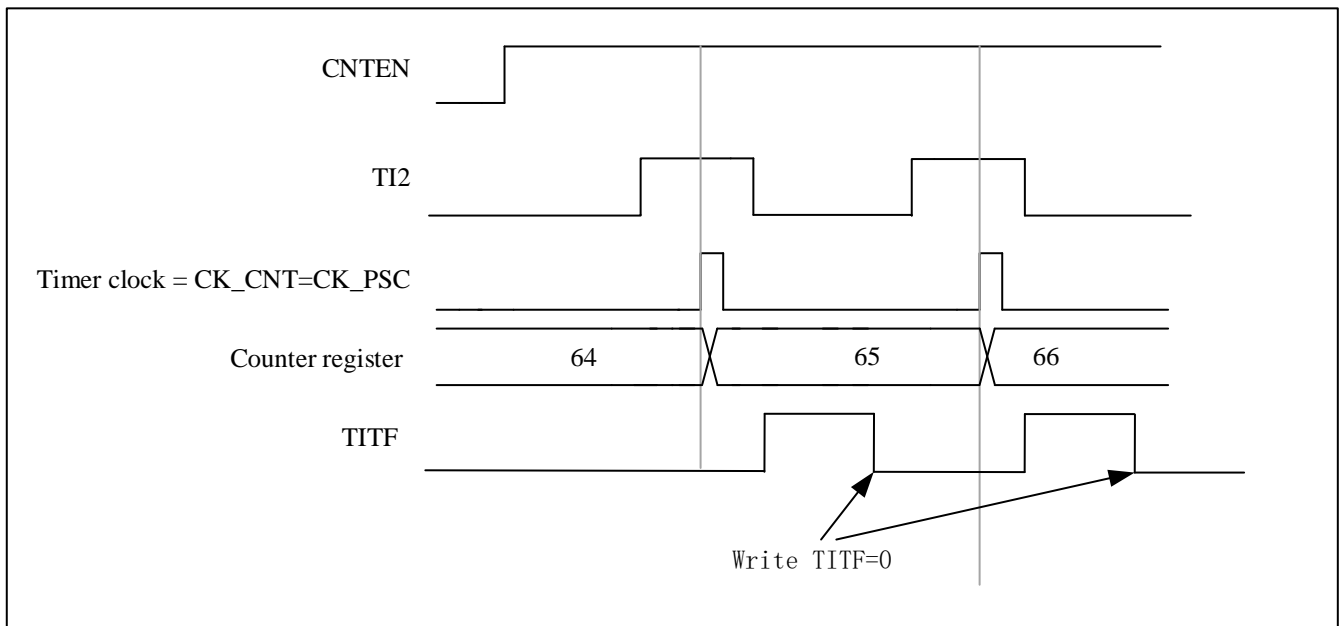 CNTEN
TI2
Timer clock = CK_CNT=CK_PSC
Counter register 64 65 66
TITF
Write TITF=0